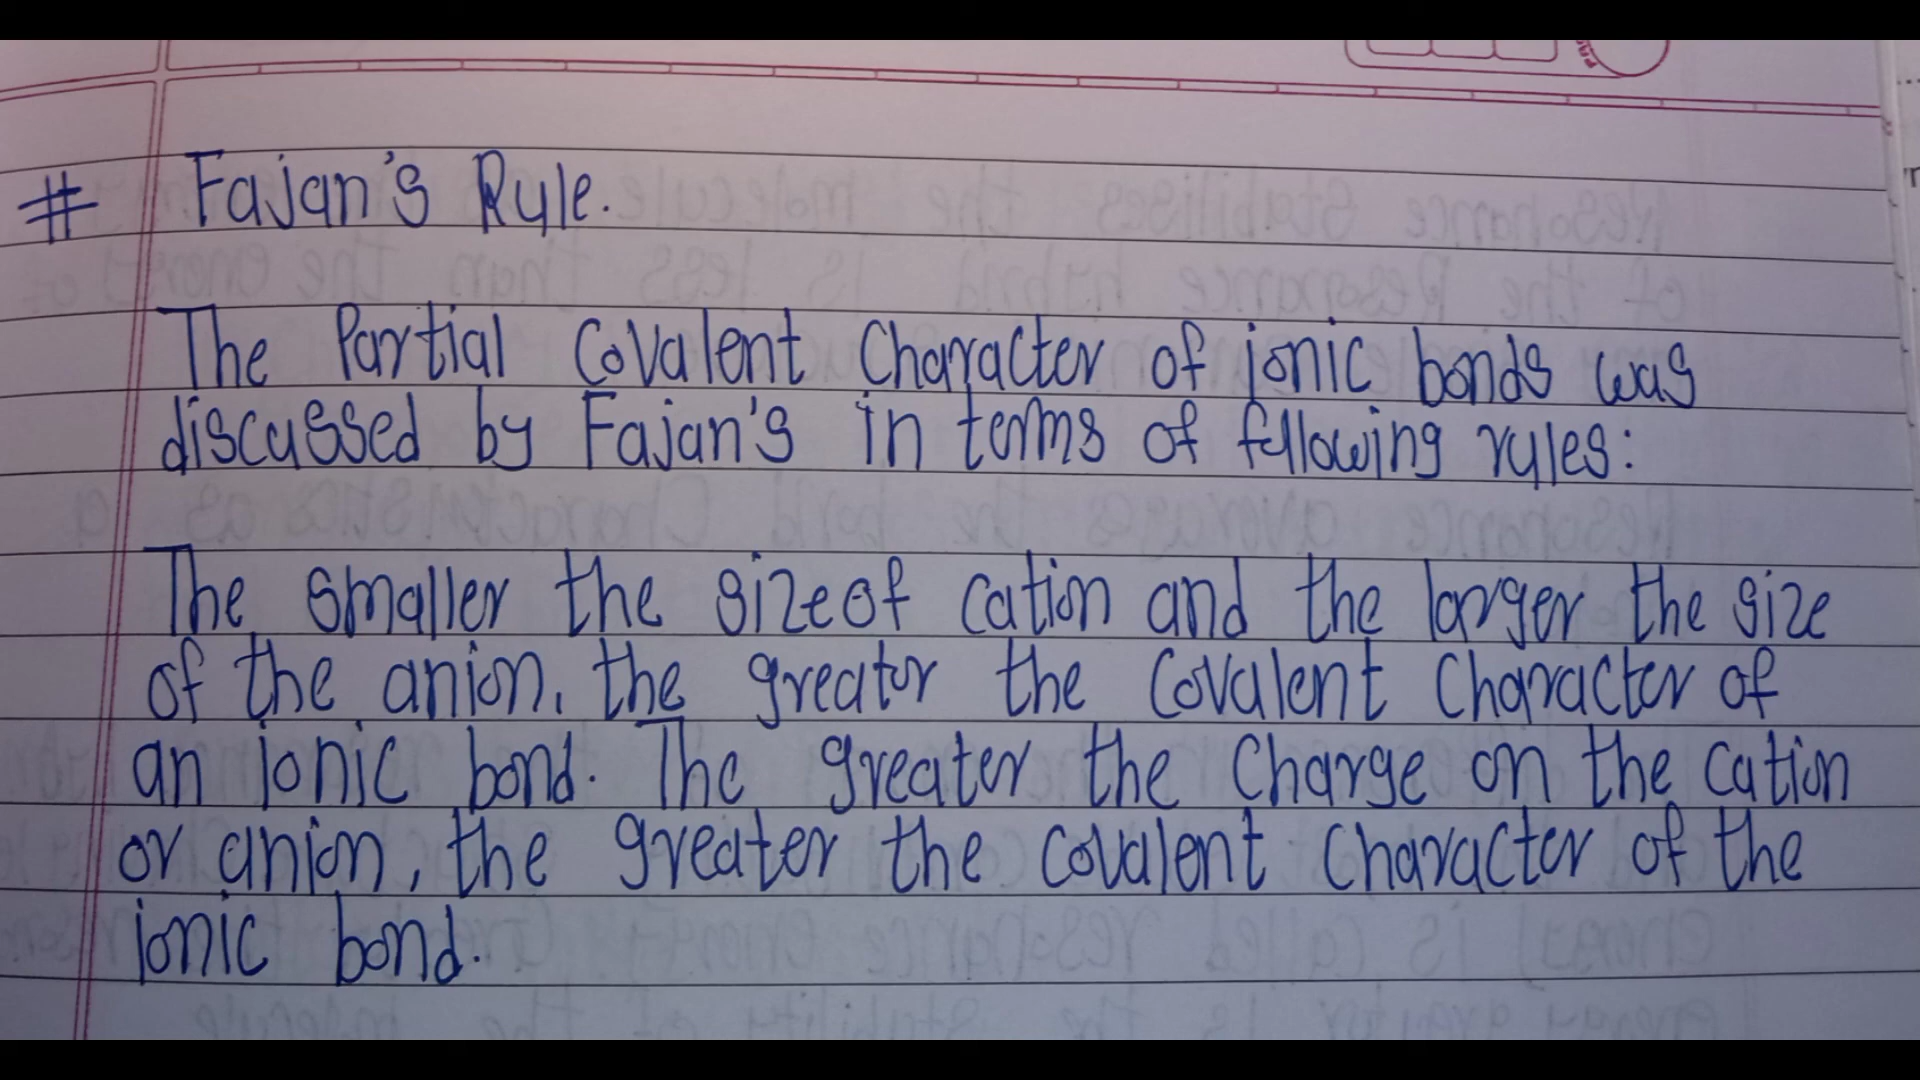 # Fajan's Rule.
The Partial Covalent Character of ionic bonds was
discussed by Fajan's in terms of following rules:
The smaller the size of cation and the larger the size
of the anion, the greator the covalent character of
an ionic bond. The greater the charge on the cation
or anion, the greater the covalent character of the
ionic bond.